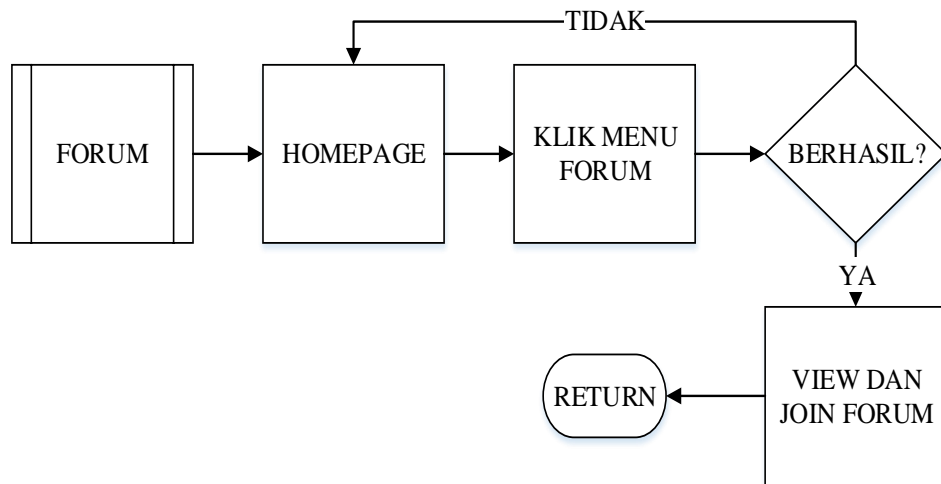 TIDAK
FORUM
HOMEPAGE
KLIK MENU
FORUM
BERHASIL?
YA
VIEW DAN
JOIN FORUM
RETURN